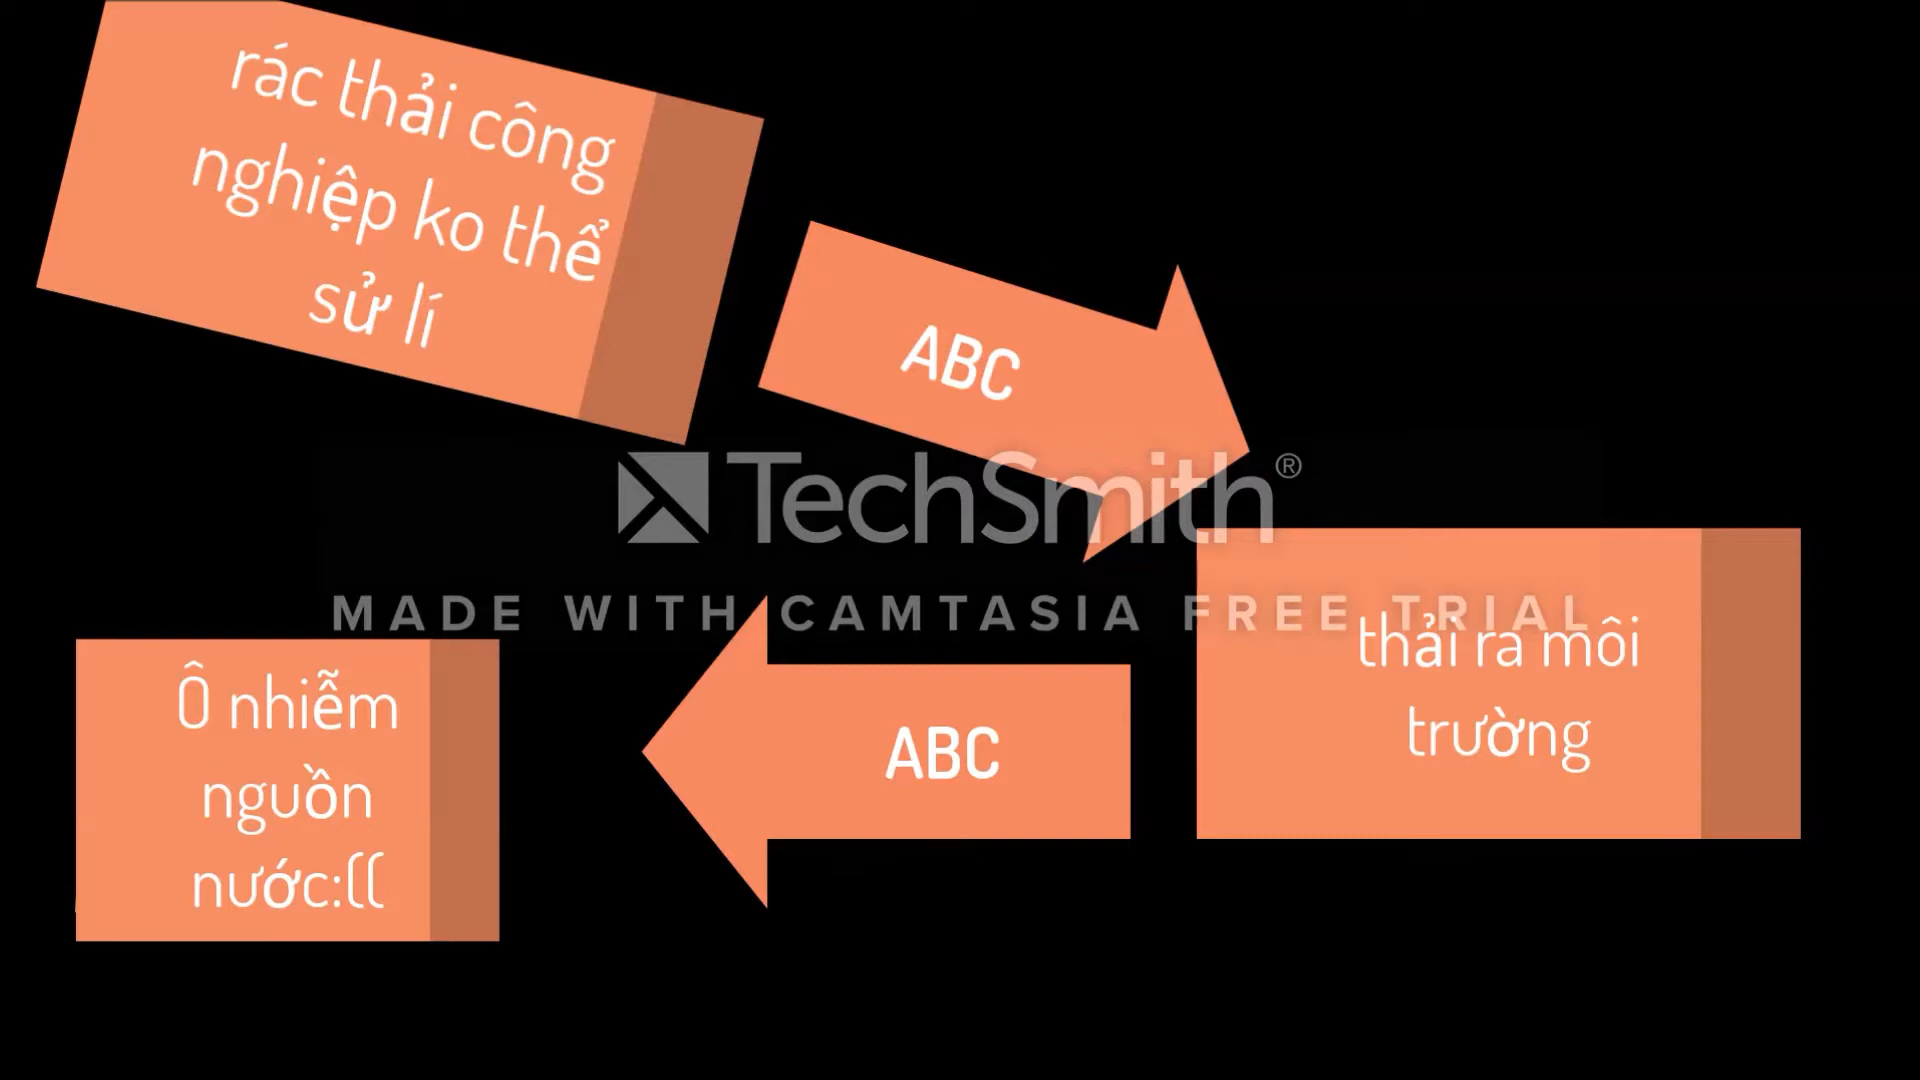 rác thải công
nghiệp ko thể
sử lí
ABC
TechSmith®
MADE WITH CAMTASIA FREE TRIAL
thải ra môi
trường
ABC
Ô nhiễm
nguồn
nước:((